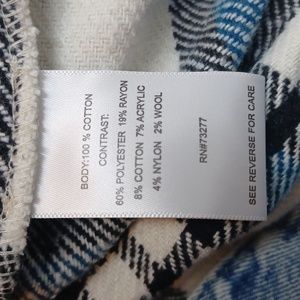 BODY:100 % COTTON
CONTRAST:
60% POLYESTER 19% RAYON
8% COTTON 7% ACRYLIC
4% NYLON 2% WOOL
RN#73277
SEE REVERSE FOR CARE